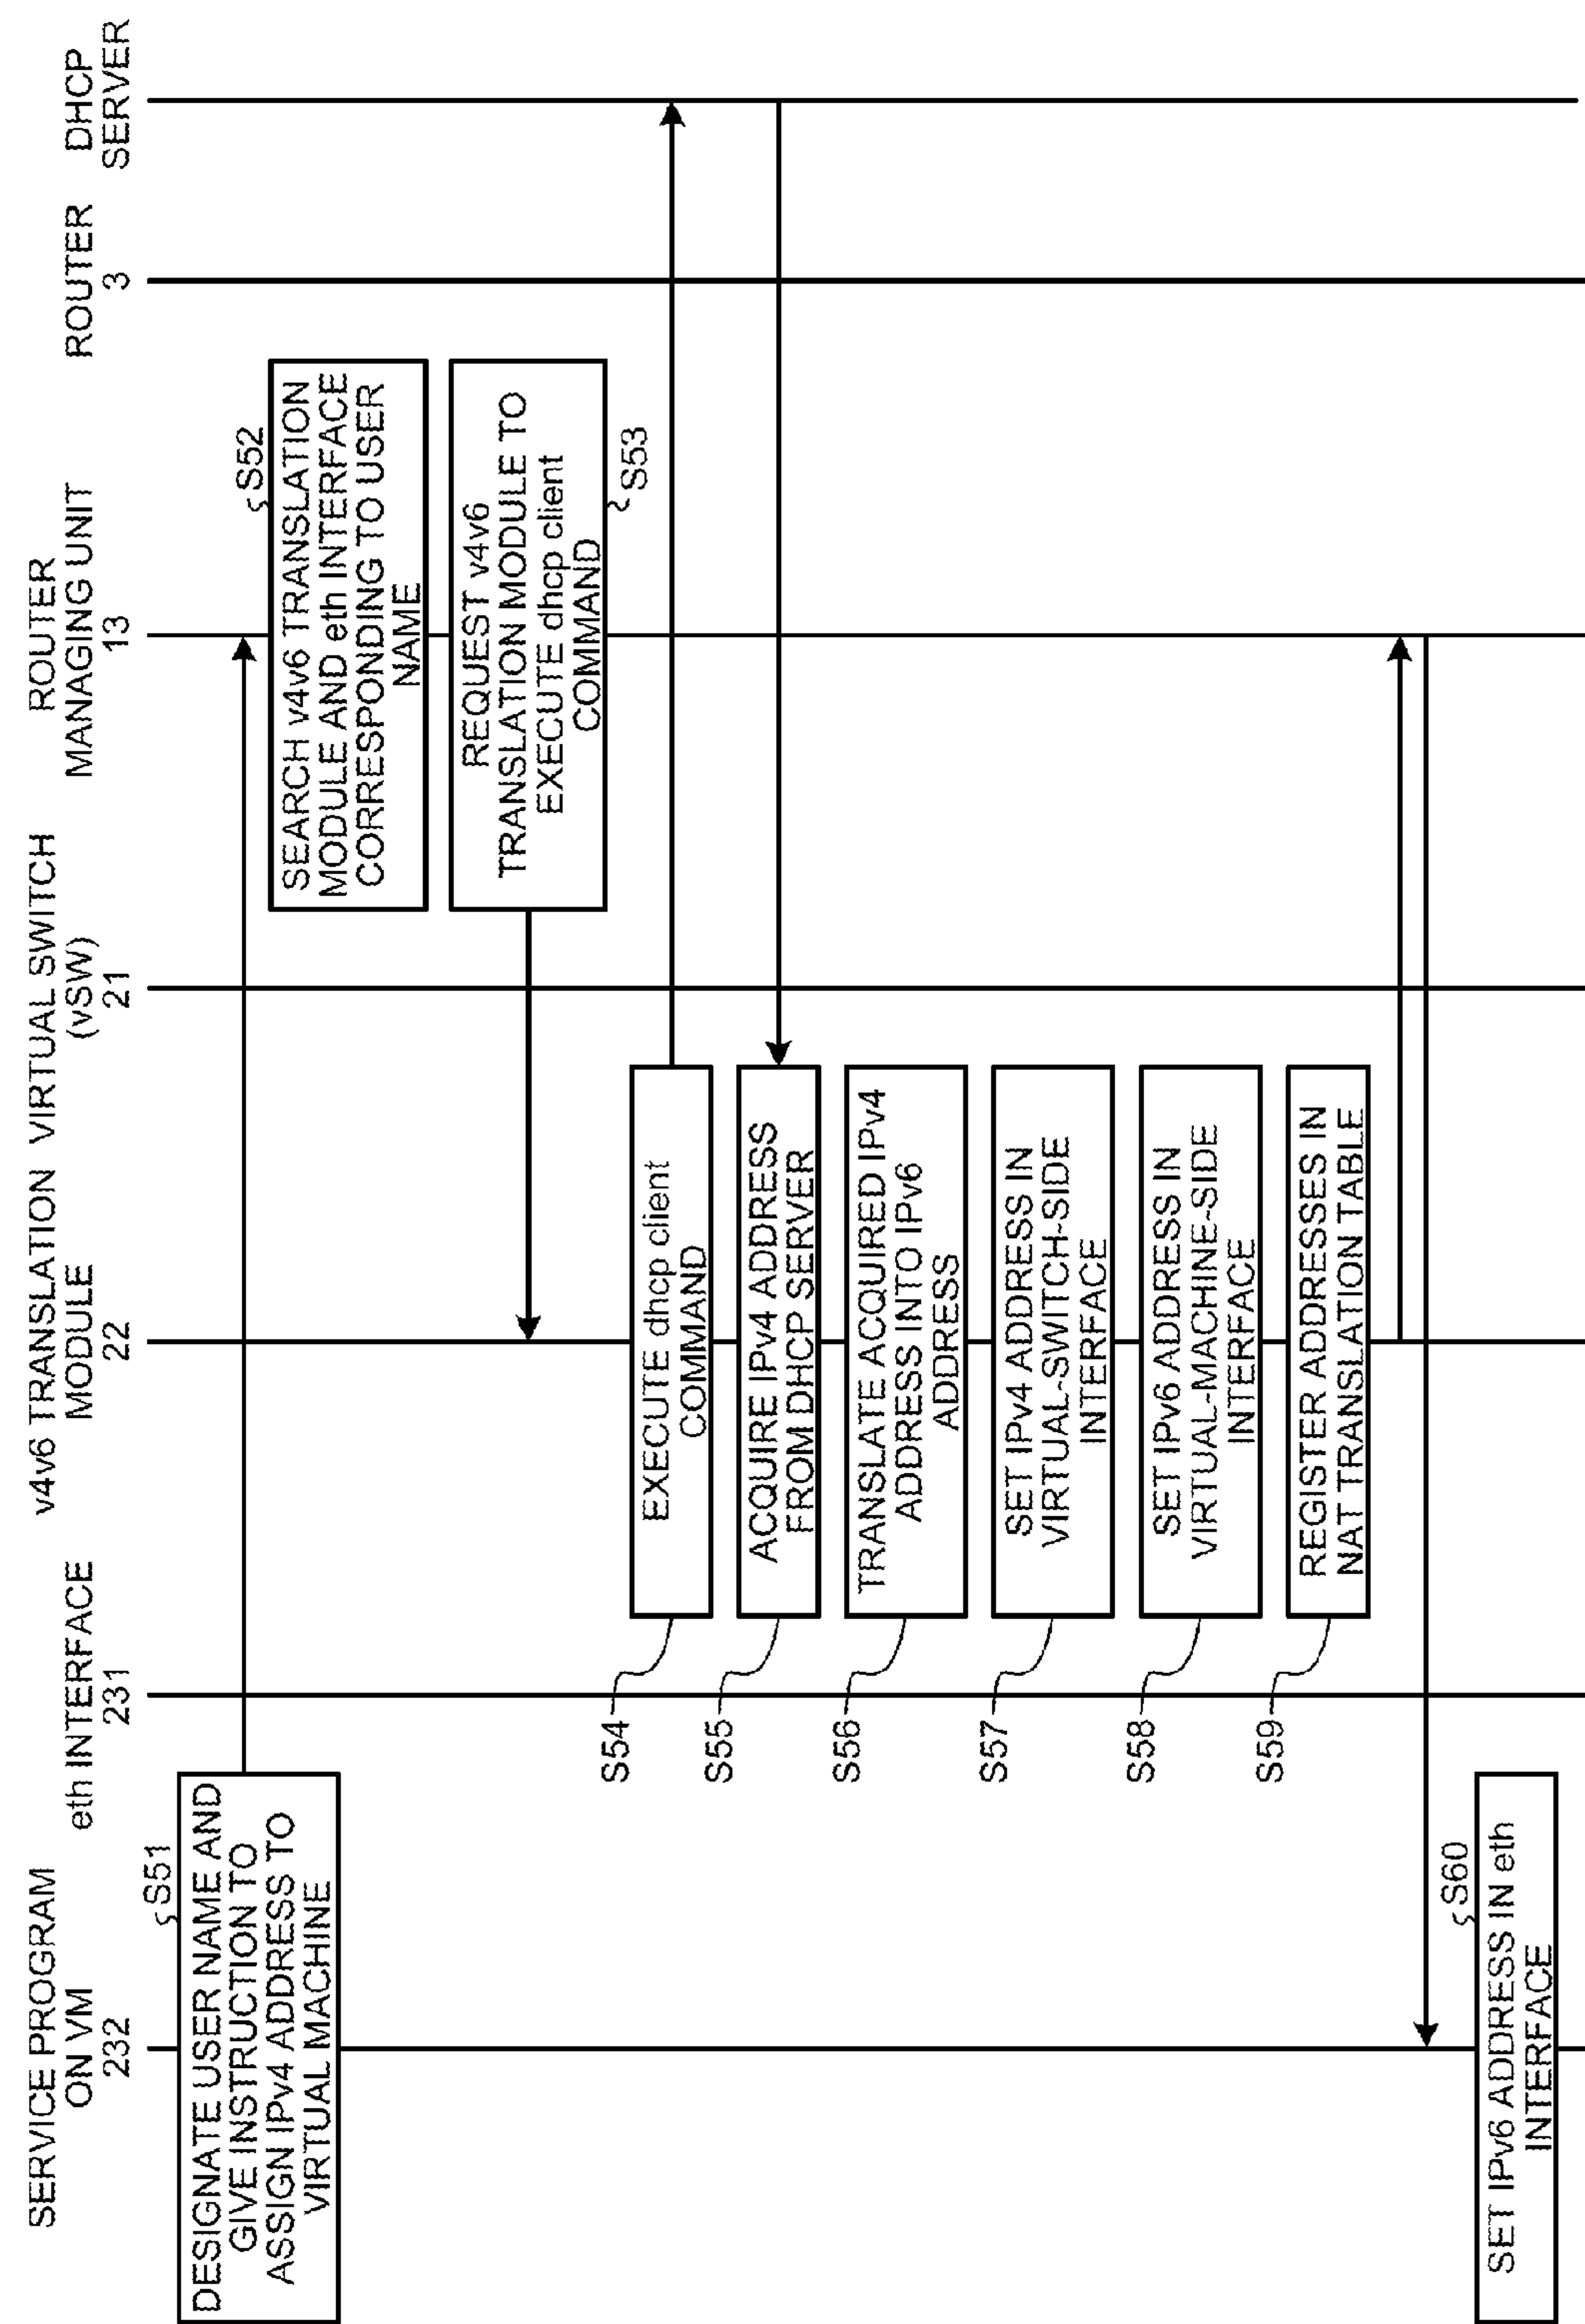 SERVICE PROGRAM
ON VM
232
eth INTERFACE
231
v4v6 TRANSLATION
MODULE
22
VIRTUAL SWITCH
(vSW)
21
ROUTER
MANAGING UNIT
13
ROUTER
3
DHCP
SERVER
S51
DESIGNATE USER NAME AND
GIVE INSTRUCTION TO
ASSIGN IPv4 ADDRESS TO
VIRTUAL MACHINE
S52
SEARCH v4v6 TRANSLATION
MODULE AND eth INTERFACE
CORRESPONDING TO USER
NAME
REQUEST v4v6
TRANSLATION MODULE TO
EXECUTE dhcp client
COMMAND
S53
S54
EXECUTE dhcp client
COMMAND
S55
ACQUIRE IPv4 ADDRESS
FROM DHCP SERVER
S56
TRANSLATE ACQUIRED IPv4
ADDRESS INTO IPv6
ADDRESS
S57
SET IPv4 ADDRESS IN
VIRTUAL-SWITCH-SIDE
INTERFACE
S58
SET IPv6 ADDRESS IN
VIRTUAL-MACHINE-SIDE
INTERFACE
S59
REGISTER ADDRESSES IN
NAT TRANSLATION TABLE
S60
SET IPv6 ADDRESS IN eth
INTERFACE